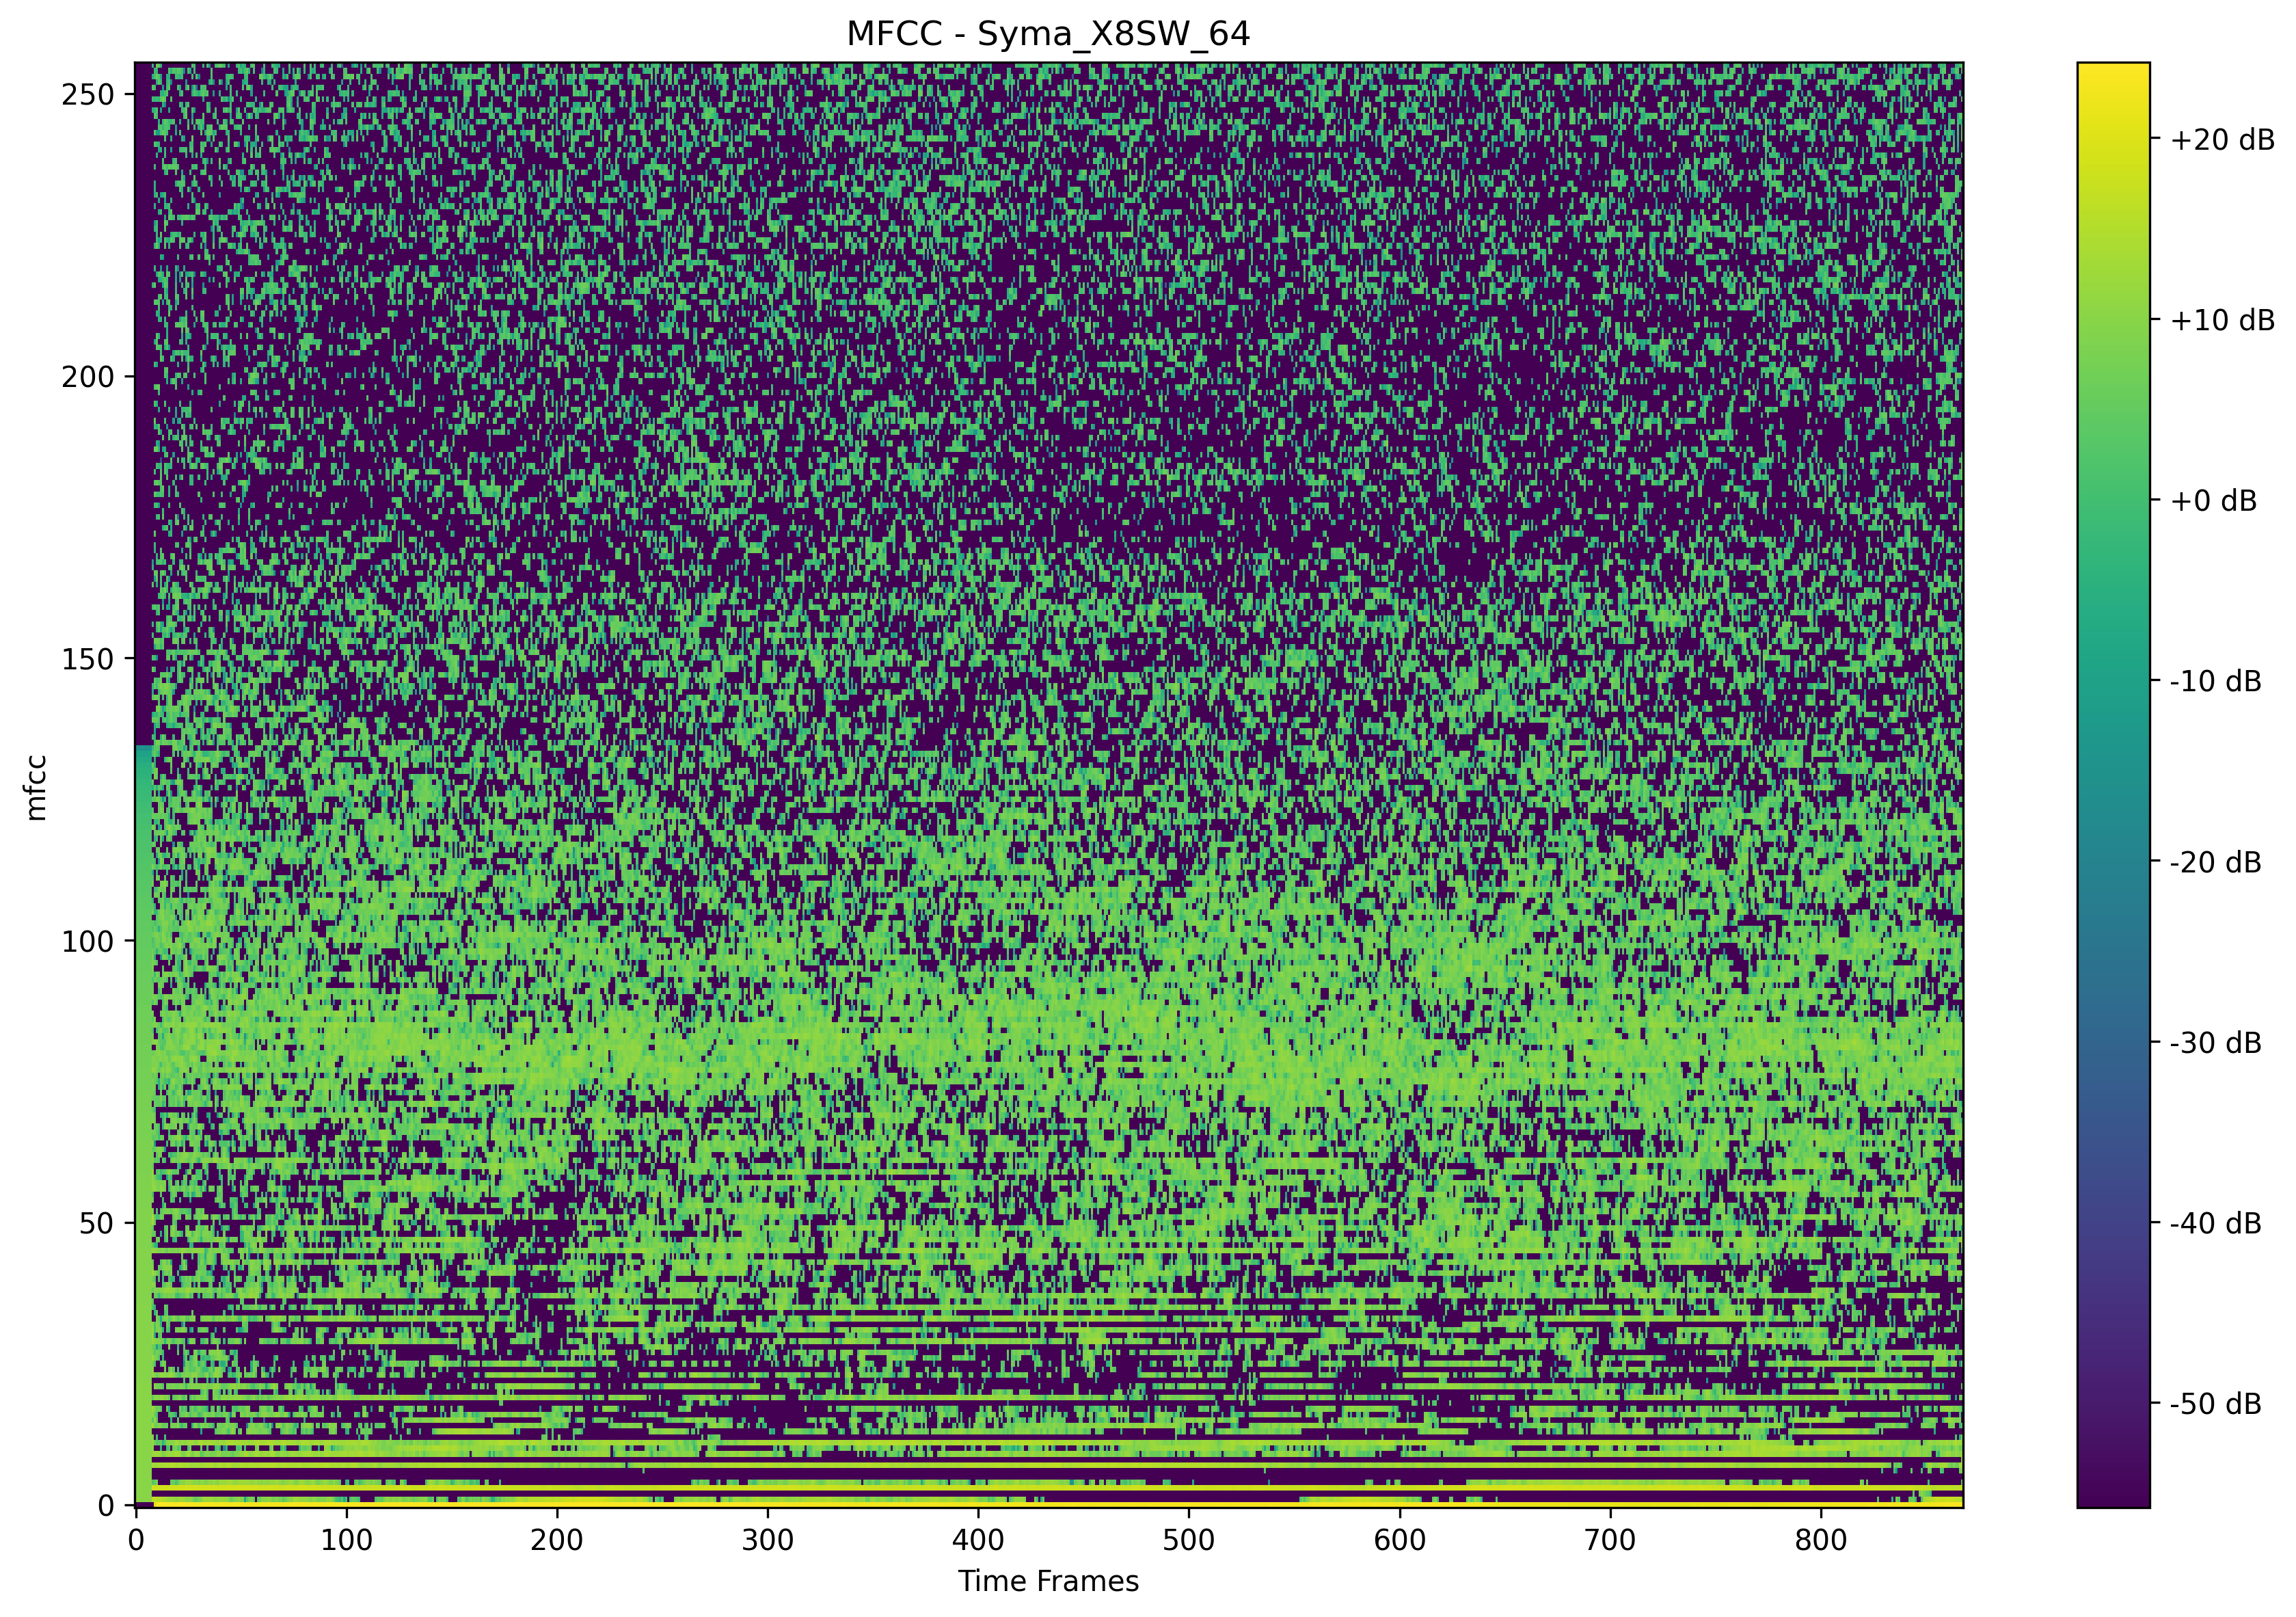 MFCC - Syma_X8SW_64
mfcc
250
200
150
100
50
0
0 100 200 300 400 500 600 700 800
Time Frames
+20 dB
+10 dB
+0 dB
-10 dB
-20 dB
-30 dB
-40 dB
-50 dB